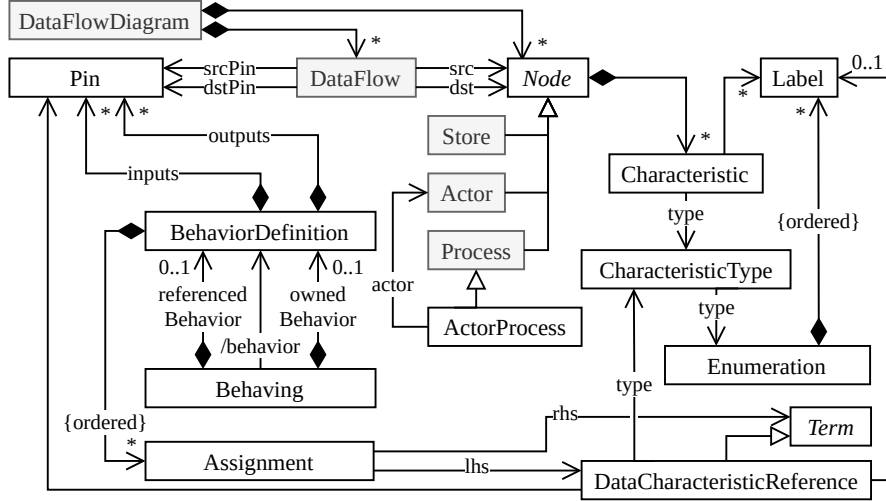 DataFlowDiagram
*
*
srcPin
src
0..1
Pin
DataFlow
Node
Label
dstPin
dst
*
*
*
*
outputs
Store
*
inputs
Characteristic
Actor
type
{ordered}
BehaviorDefinition
Process
0..1
0..1
CharacteristicType
referenced
Behavior
owned
Behavior
actor
type
/behavior
ActorProcess
Behaving
Enumeration
type
{ordered}
rhs
Term
*
Assignment
lhs
DataCharacteristicReference